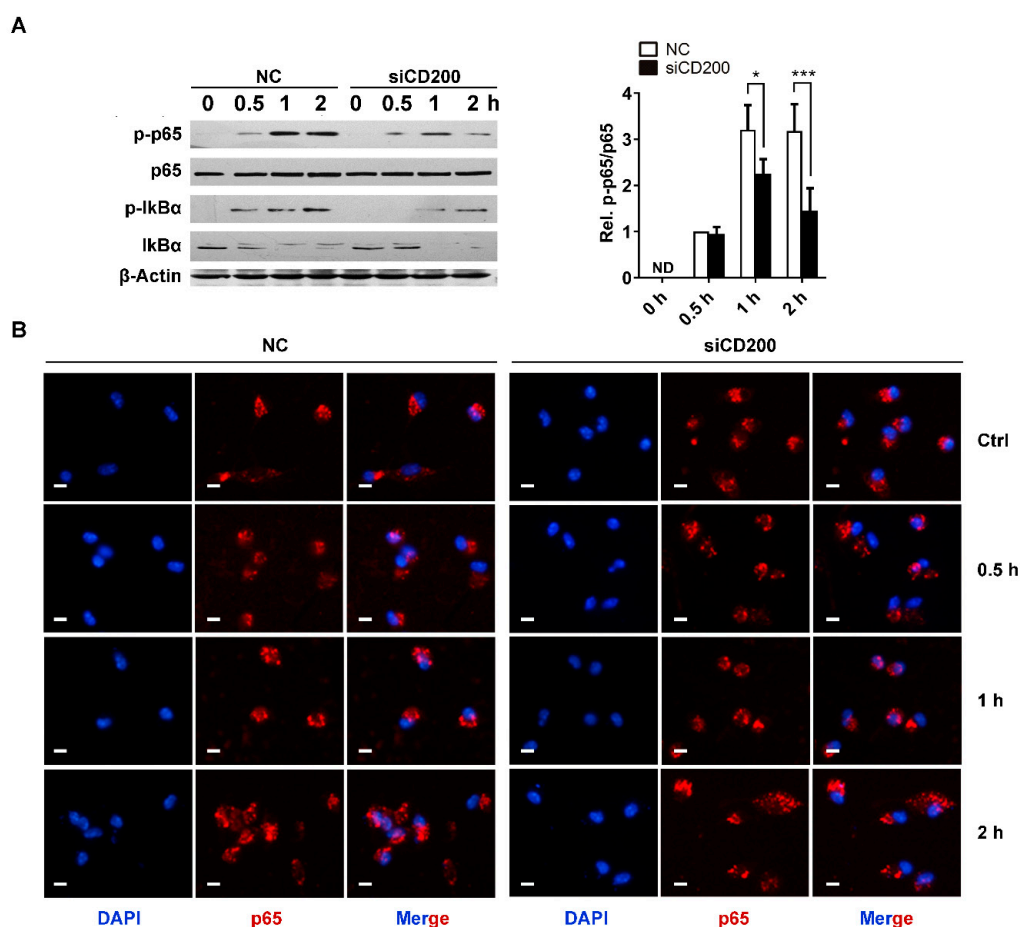 A
NC
siCD200
0 0.5 1 2 0 0.5 1 2 h
p-p65
p65
p-IkBα
IkBα
β-Actin
NC
siCD200
Rel. p-p65/p65
4
3
2
1
0
*
***
ND
0 h
0.5 h
1 h
2 h
B
NC
siCD200
Ctrl
0.5 h
1 h
2 h
DAPI
p65
Merge
DAPI
p65
Merge